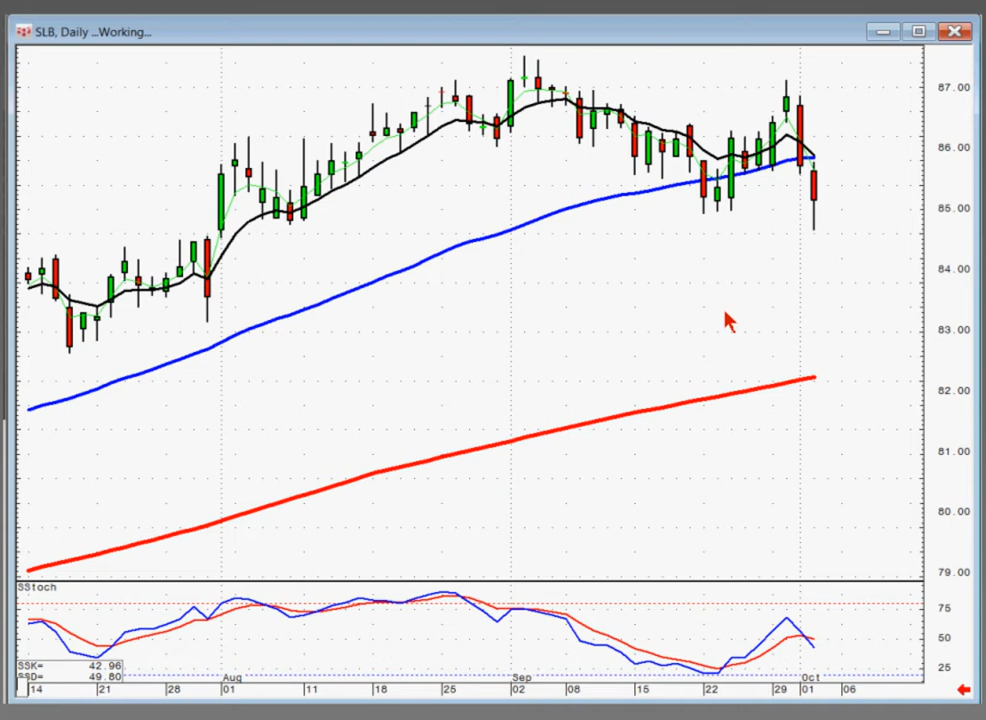 SLB, Daily ...Working...
87.00
86.00
85.00
84.00
83.00
82.00
81.00
80.00
79.00
SStoch
75
50
25
SSK= 42.96
SSD= 49.80
Aug Sep Oct
14 21 28 01 11 18 25 02 08 15 22 29 01 06